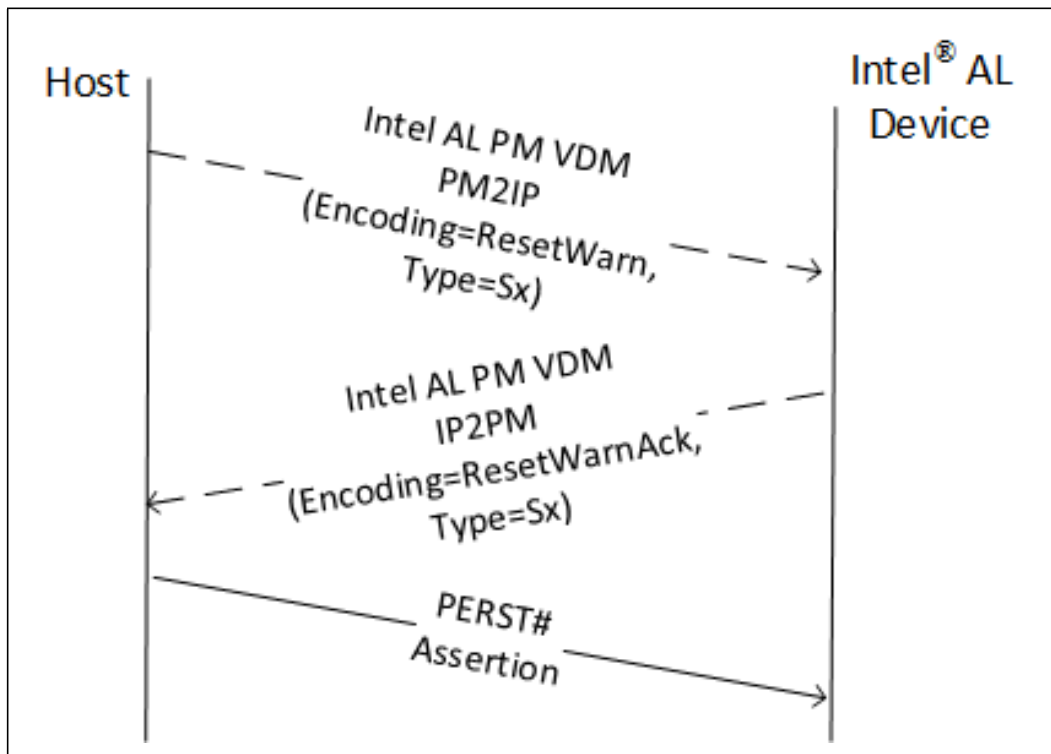 Host
Intel® AL
Device
Intel AL PM VDM
PM2IP
(Encoding=ResetWarn,
Type=Sx)
Intel AL PM VDM
IP2PM
(Encoding=ResetWarnAck,
Type=Sx)
PERST#
Assertion